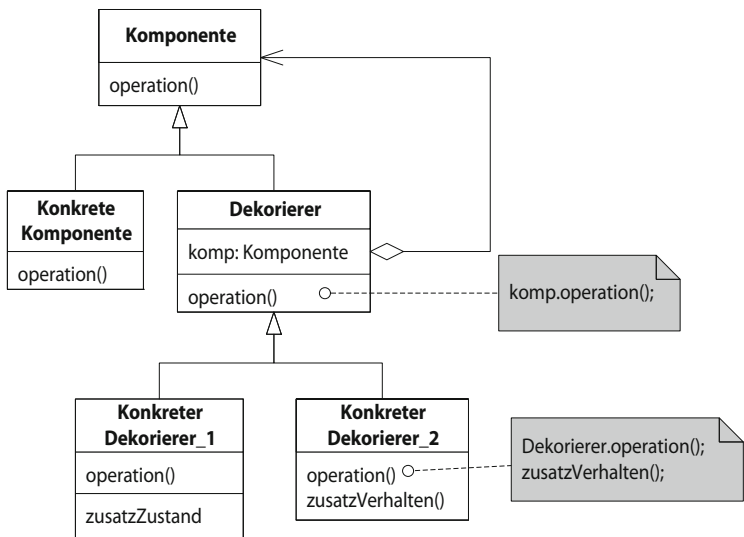 Komponente
operation()
Konkrete
Komponente
operation()
Dekorierer
komp: Komponente
operation()
komp.operation();
Konkreter
Dekorierer_1
operation()
zusatzZustand
Konkreter
Dekorierer_2
operation()
zusatzVerhalten()
Dekorierer.operation();
zusatzVerhalten();